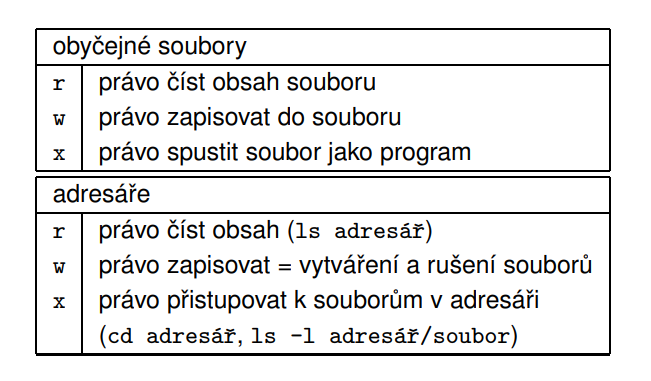 obyčejné soubory
r právo číst obsah souboru
w právo zapisovat do souboru
x právo spustit soubor jako program
adresáře
r právo číst obsah (ls adresář)
w právo zapisovat = vytváření a rušení souborů
x právo přistupovat k souborům v adresáři
(cd adresář, ls -l adresář/soubor)